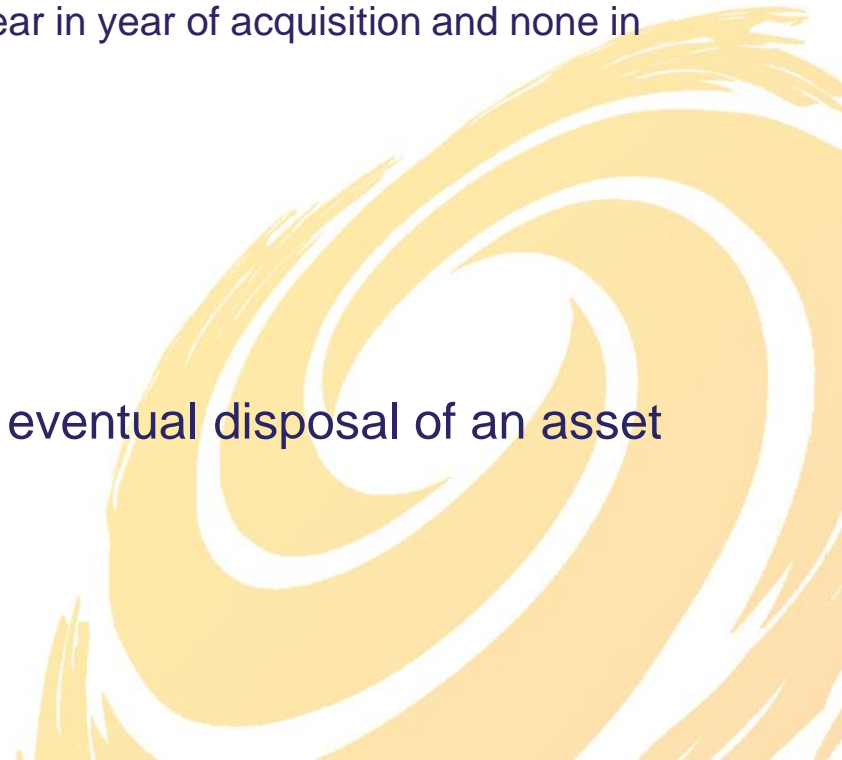 ear in year of acquisition and none in
eventual disposal of an asset